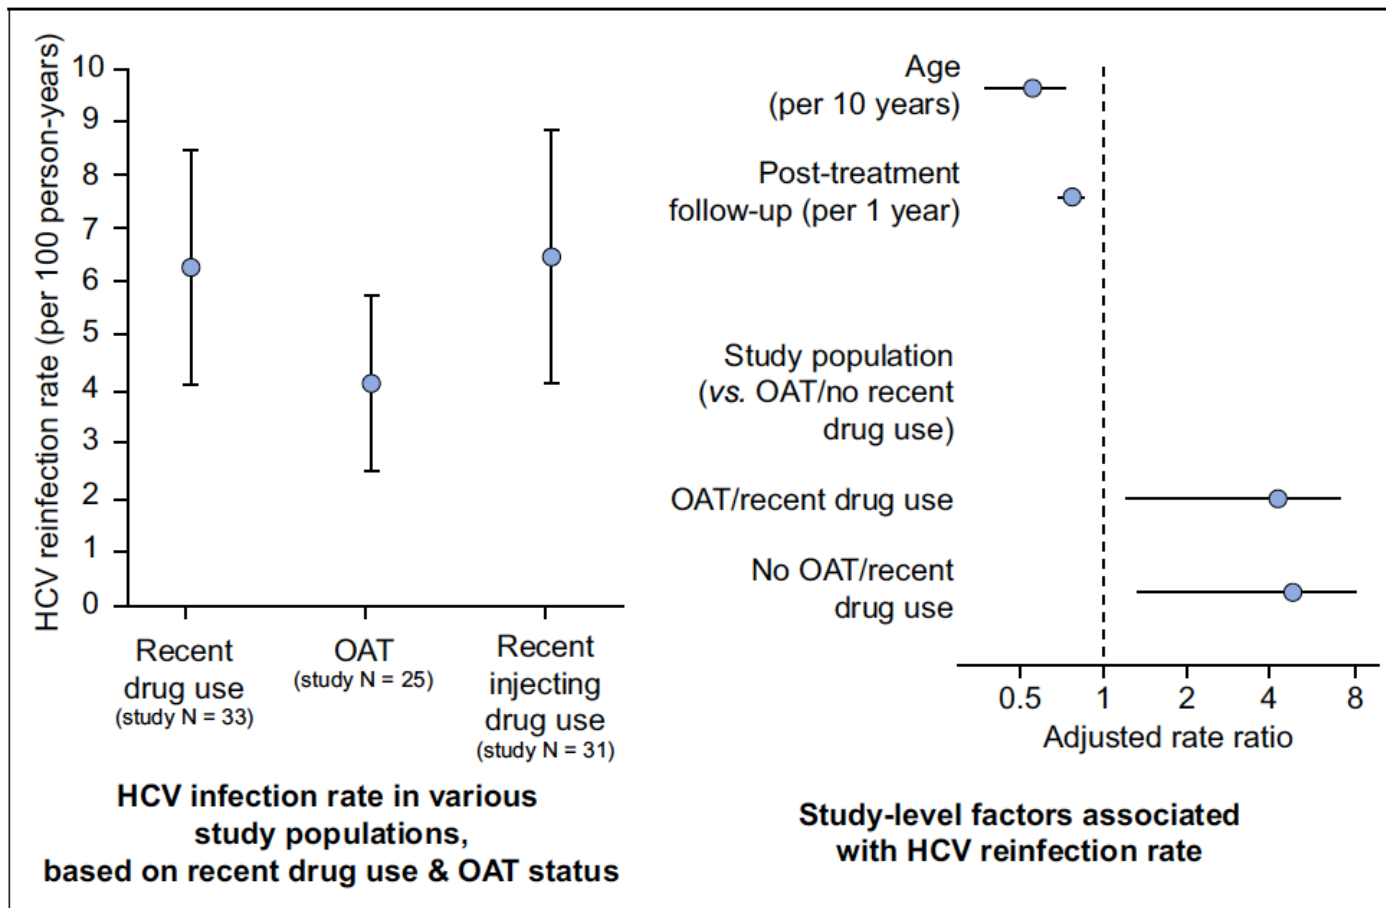 HCV reinfection rate (per 100 person-years)
10
9
8
7
6
5
4
3
2
1
0
Recent
drug use
(study N = 33)
OAT
(study N = 25)
Recent
injecting
drug use
(study N = 31)
HCV infection rate in various
study populations,
based on recent drug use & OAT status
Age
(per 10 years)
Post-treatment
follow-up (per 1 year)
Study population
(vs. OAT/no recent
drug use)
OAT/recent drug use
No OAT/recent
drug use
0.5 1 2 4 8
Adjusted rate ratio
Study-level factors associated
with HCV reinfection rate